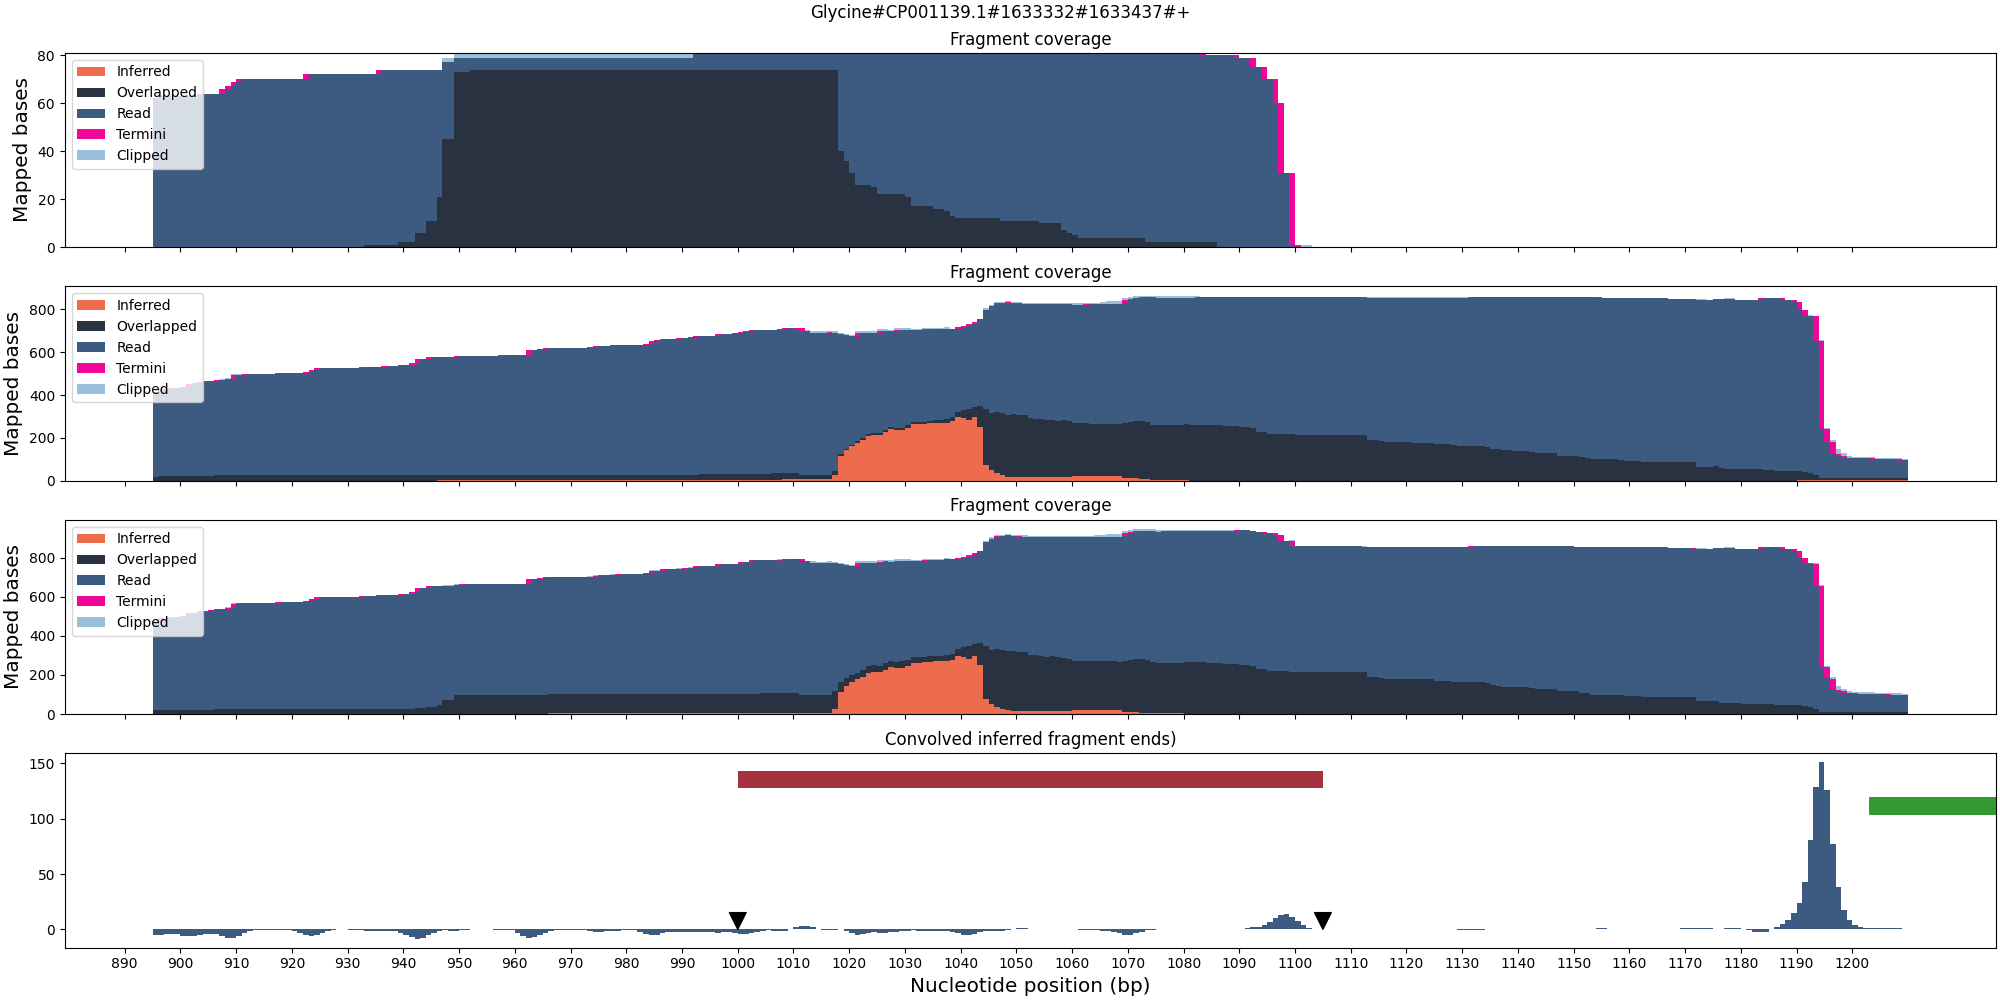 Glycine#CP001139.1#1633332#1633437#+
Fragment coverage
Mapped bases
80
60
40
20
0
Inferred
Overlapped
Read
Termini
Clipped
Fragment coverage
Mapped bases
800
600
400
200
0
Inferred
Overlapped
Read
Termini
Clipped
Fragment coverage
Mapped bases
800
600
400
200
0
Inferred
Overlapped
Read
Termini
Clipped
Convolved inferred fragment ends)
150
100
50
0
890 900 910 920 930 940 950 960 970 980 990 1000 1010 1020 1030 1040 1050 1060 1070 1080 1090 1100 1110 1120 1130 1140 1150 1160 1170 1180 1190 1200
Nucleotide position (bp)